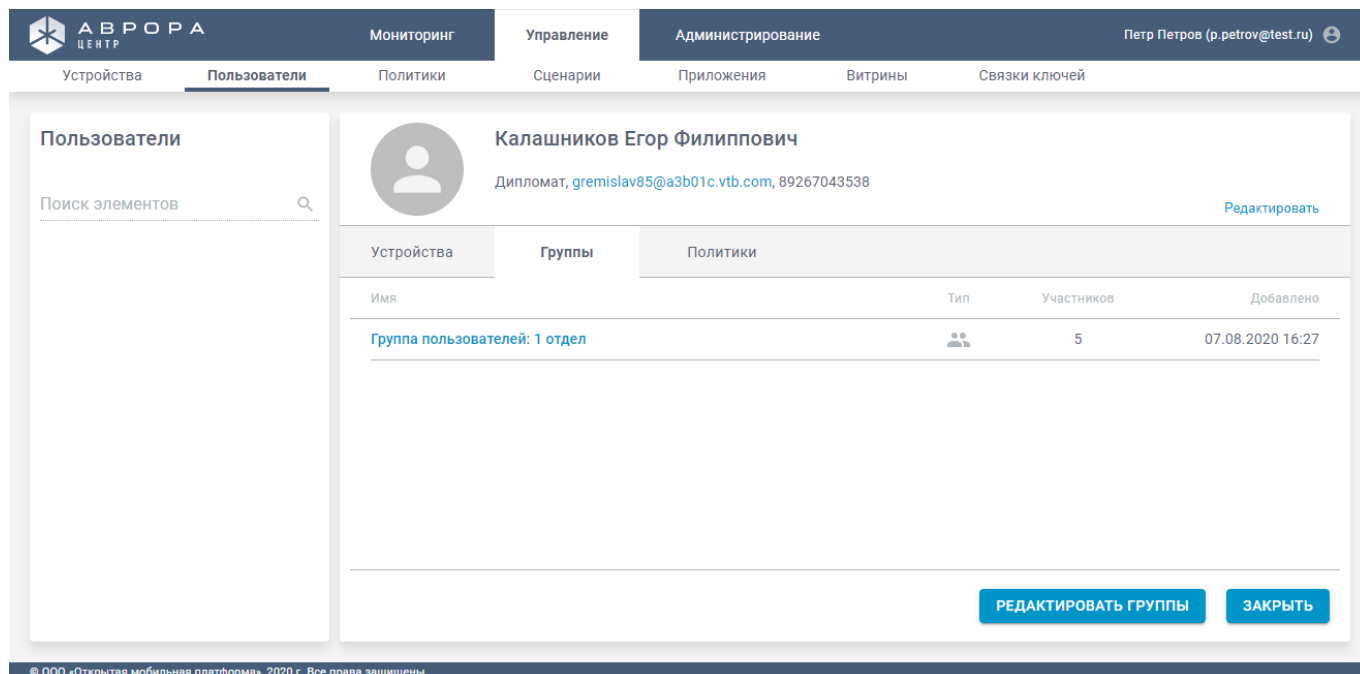 АВРОРА
ЦЕНТР
Мониторинг Управление Администрирование Петр Петров (p.petrov@test.ru)
Устройства Пользователи Политики Сценарии Приложения Витрины Связки ключей
Пользователи
Поиск элементов
Калашников Егор Филиппович
Дипломат, gremislav85@a3b01c.vtb.com, 89267043538
Редактировать
Устройства Группы Политики
Имя Тип Участников Добавлено
Группа пользователей: 1 отдел 5 07.08.2020 16:27
РЕДАКТИРОВАТЬ ГРУППЫ ЗАКРЫТЬ
© ООО «Открытая мобильная платформа», 2020 г. Все права защищены